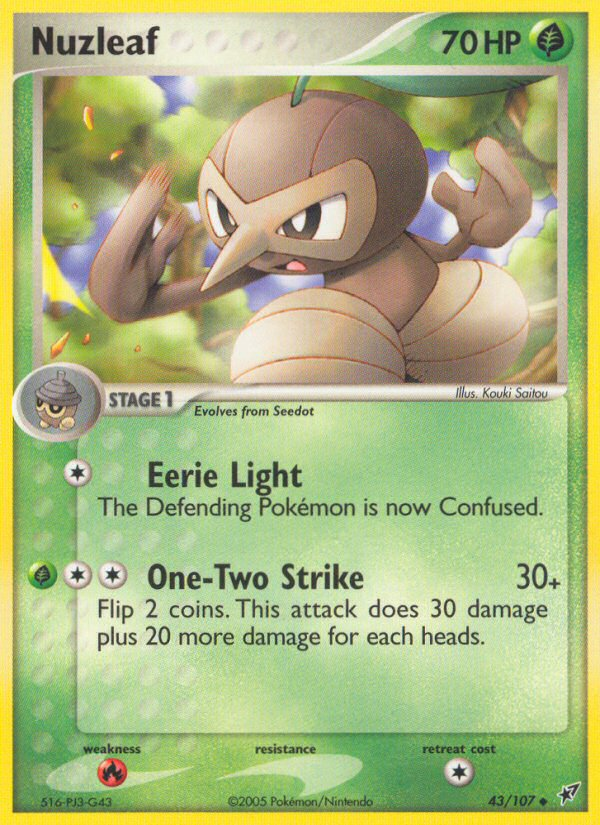 Nuzleaf 70 HP
Illus. Kouki Saitou
STAGE 1
Evolves from Seedot
Eerie Light
The Defending Pokémon is now Confused.
One-Two Strike 30+
Flip 2 coins. This attack does 30 damage
plus 20 more damage for each heads.
weakness resistance retreat cost
516-PJ3-G43 ©2005 Pokémon/Nintendo 43/107